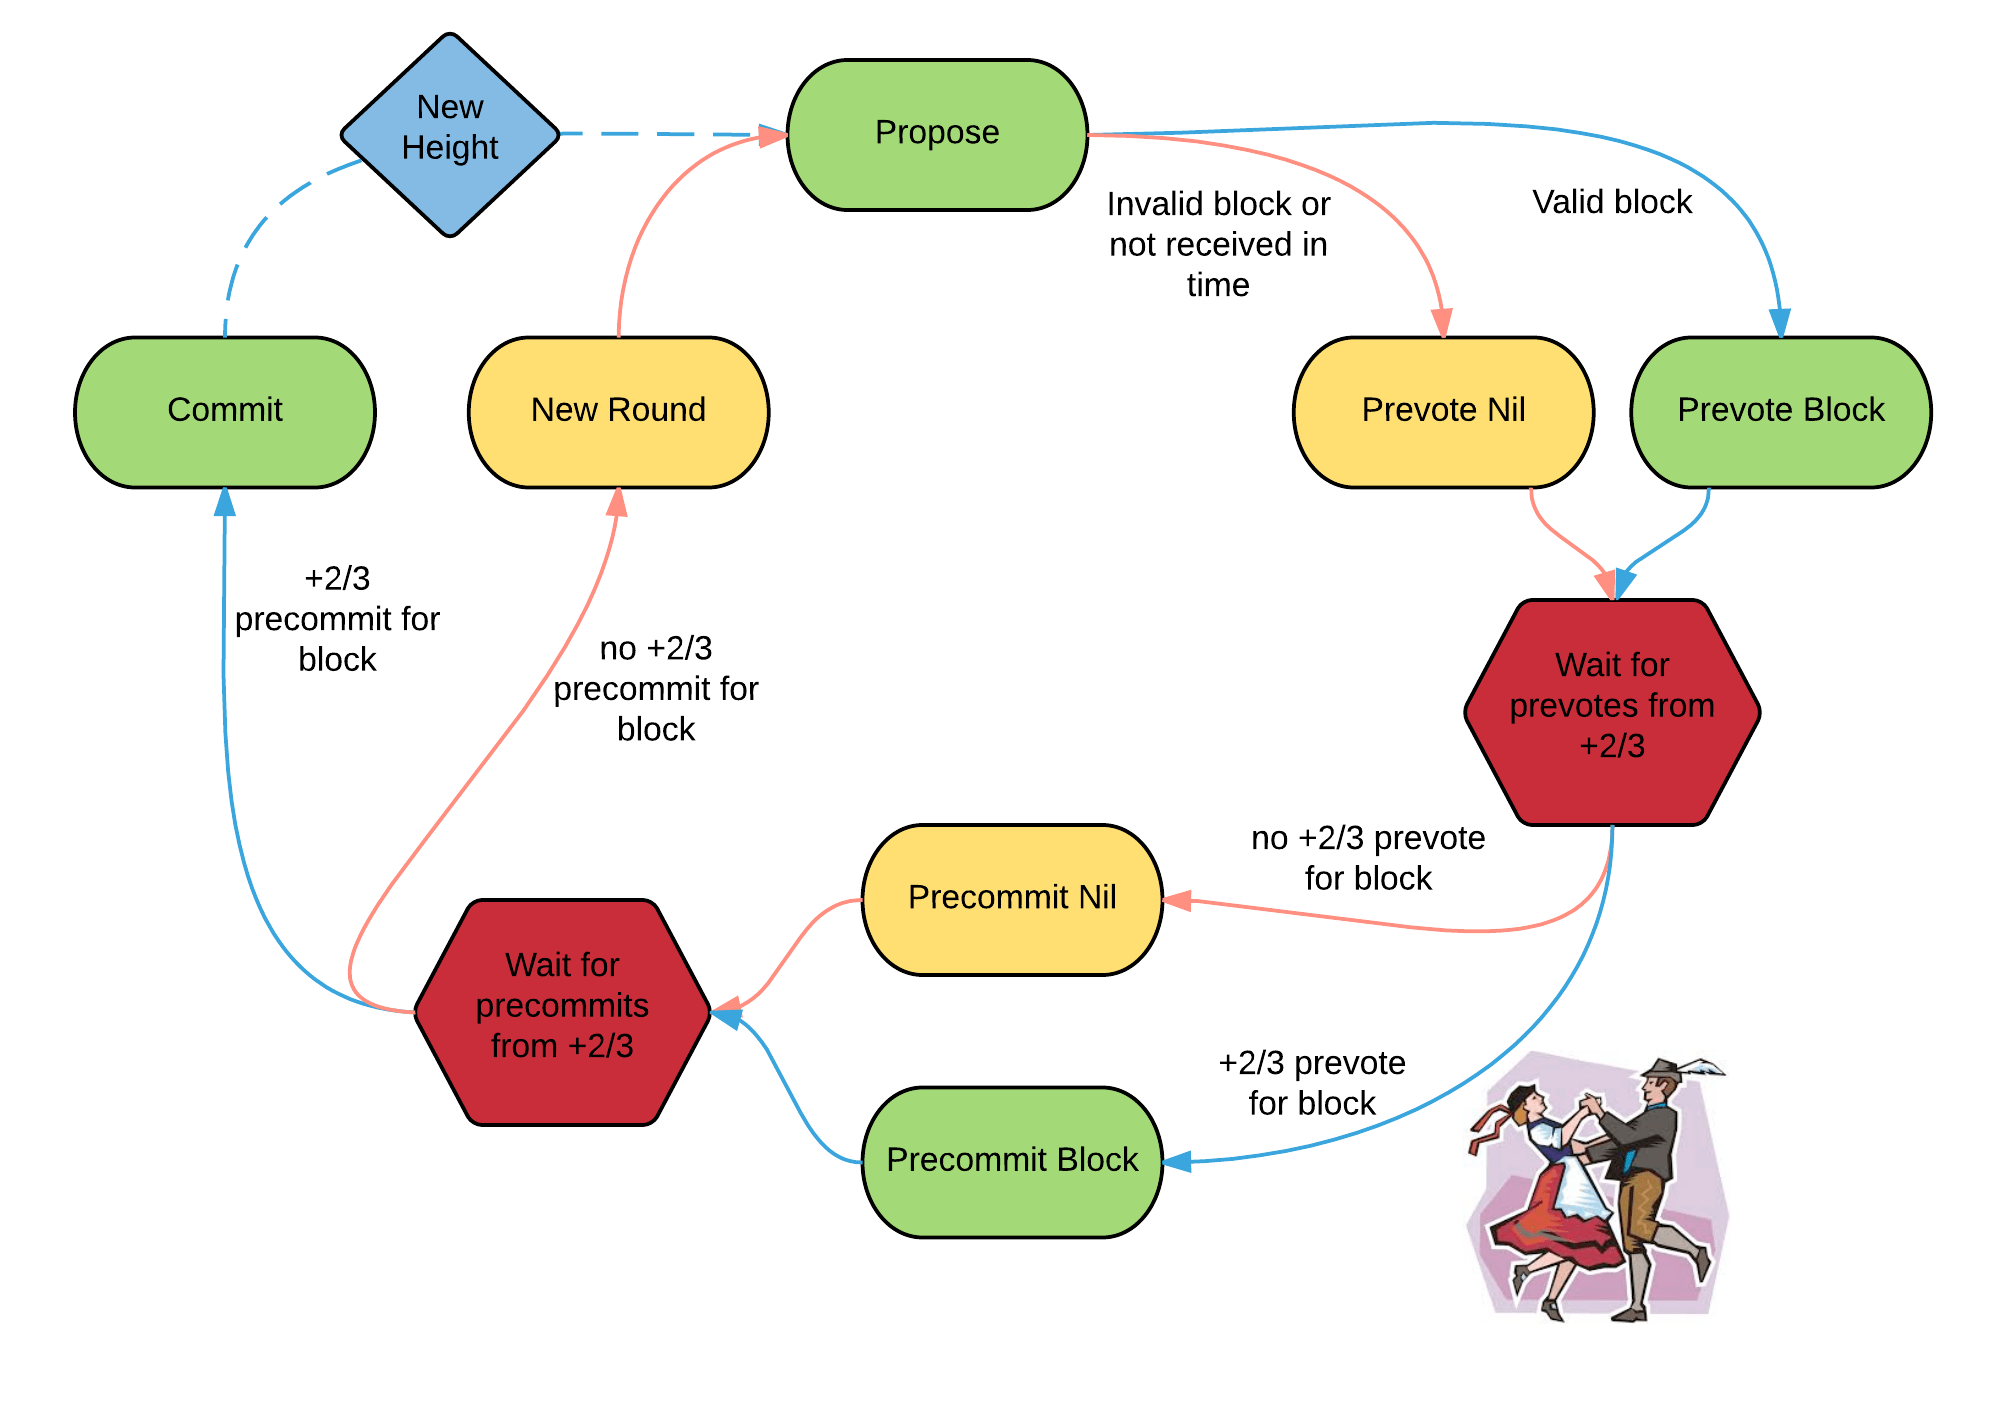 New
Height
Propose
Invalid block or
not received in
time
Valid block
Commit
New Round
Prevote Nil
Prevote Block
+2/3
precommit for
block
no +2/3
precommit for
block
Wait for
prevotes from
+2/3
no +2/3 prevote
for block
Precommit Nil
Wait for
precommits
from +2/3
+2/3 prevote
for block
Precommit Block